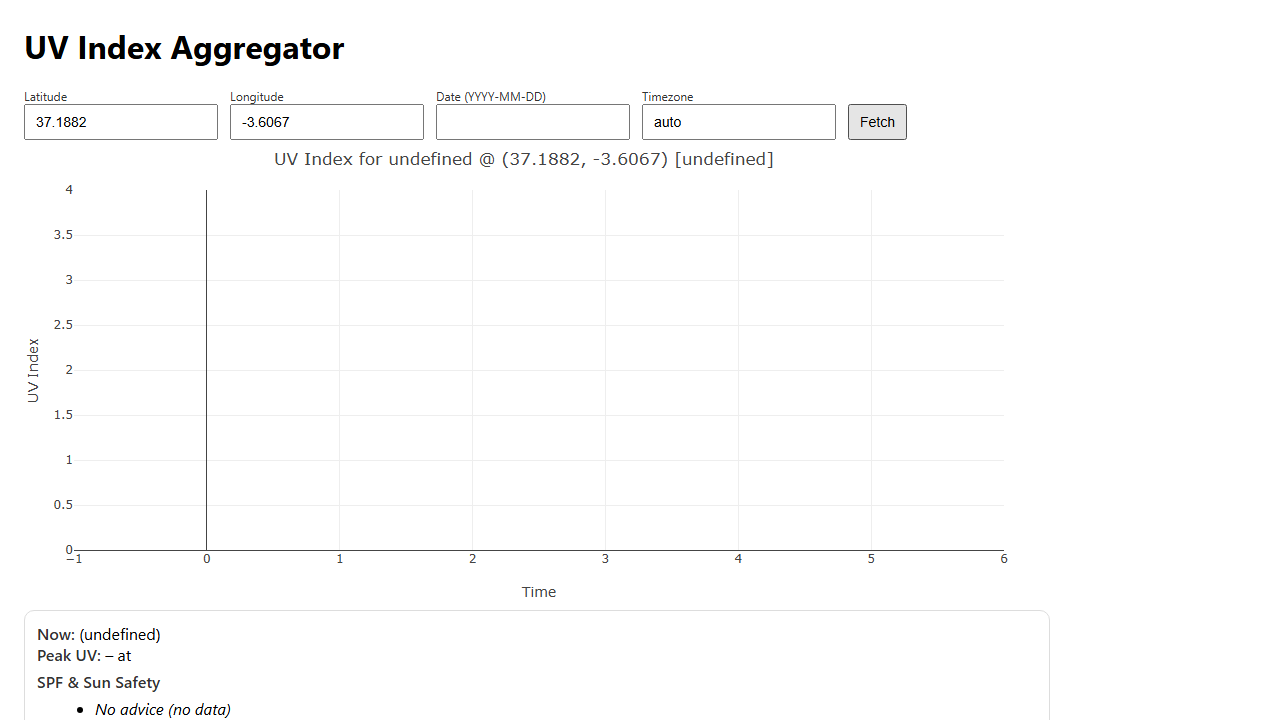 UV Index Aggregator
Latitude Longitude Date (YYYY-MM-DD) Timezone
37.1882 -3.6067 auto Fetch
UV Index for undefined @ (37.1882, -3.6067) [undefined]
4
3.5
3
2.5
2
1.5
1
0.5
0
UV Index
−1 0 1 2 3 4 5 6
Time
Now: (undefined)
Peak UV: – at
SPF & Sun Safety
• No advice (no data)